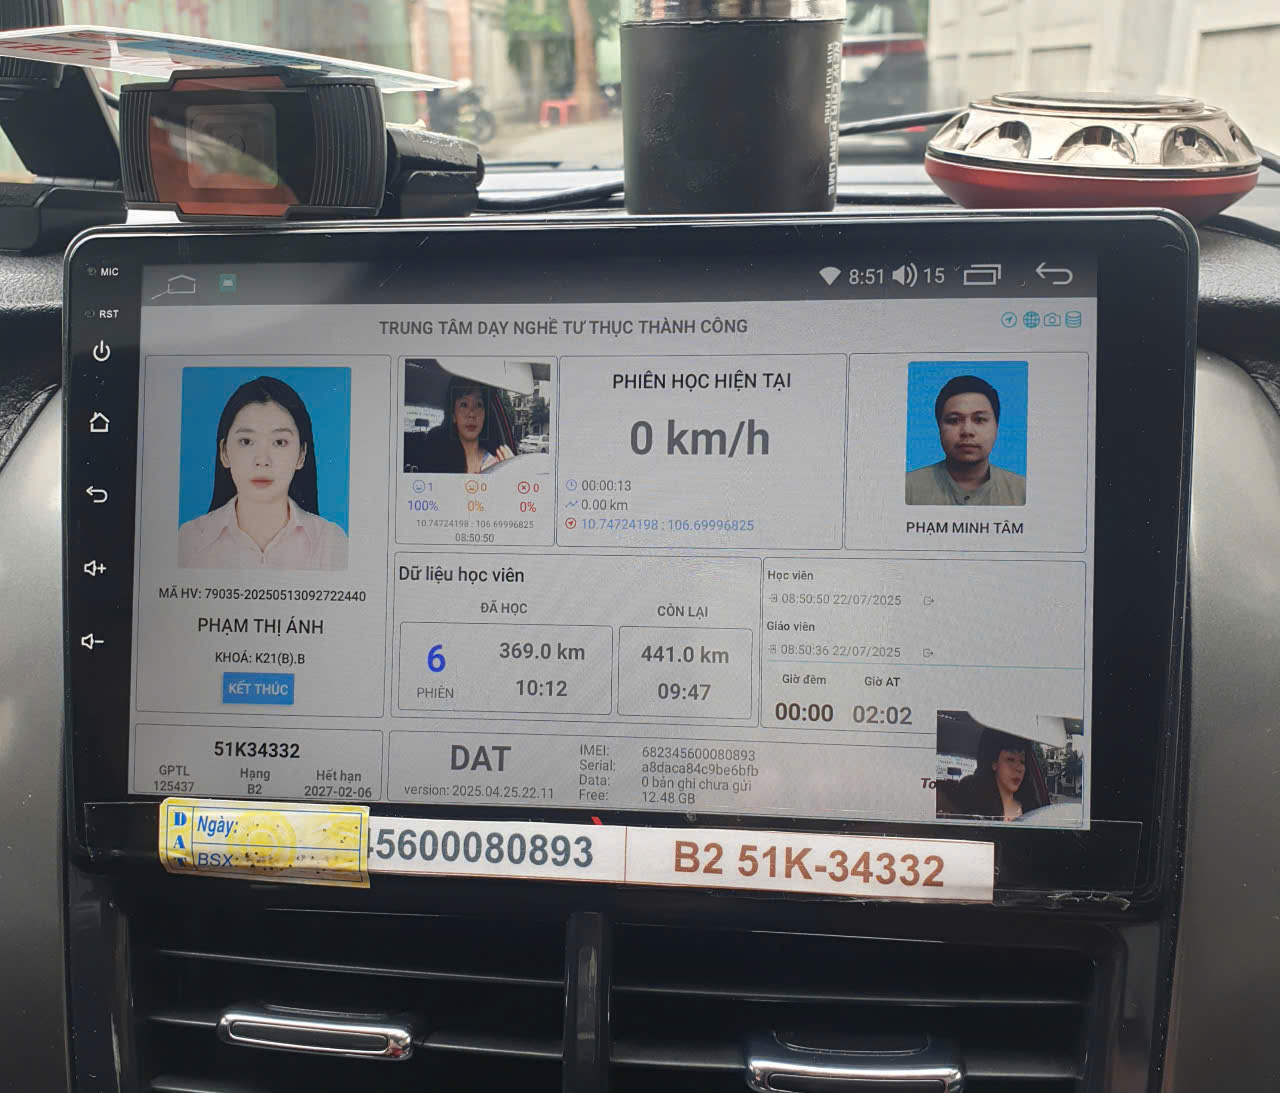 MIC
RST
8:51 15
TRUNG TÂM DẠY NGHỀ TƯ THỤC THÀNH CÔNG
MÃ HV: 79035-20250513092722440
PHẠM THỊ ÁNH
KHOÁ: K21(B).B
KẾT THÚC
1 0 0
100% 0% 0%
10.74724198 : 106.69996825
08:50:50
PHIÊN HỌC HIỆN TẠI
0 km/h
00:00:13
0.00 km
10.74724198 : 106.69996825
PHẠM MINH TÂM
Dữ liệu học viên
ĐÃ HỌC
CÒN LẠI
6
PHIÊN
369.0 km
10:12
441.0 km
09:47
Học viên
08:50:50 22/07/2025
Giáo viên
08:50:36 22/07/2025
Giờ đêm Giờ AT
00:00 02:02
51K34332
GPTL Hạng Hết hạn
125437 B2 2027-02-06
DAT
version: 2025.04.25.22.11
IMEI: 682345600080893
Serial: a8daca84c9be6bfb
Data: 0 bản ghi chưa gửi
Free: 12.48 GB
To
DAT
Ngày:
BSX:
45600080893
B2 51K-34332
NEW CAR PERFUME